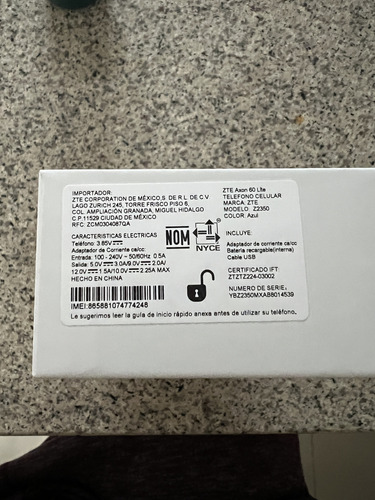 IMPORTADOR:
ZTE CORPORATION DE MÉXICO,S DE R.L. DE C V
LAGO ZURICH 245, TORRE FRISCO PISO 6,
COL. AMPLIACIÓN GRANADA, MIGUEL HIDALGO
C.P.11529 CIUDAD DE MÉXICO
RFC: ZCM030408TQA
CARACTERISTICAS ELECTRICAS
Teléfono: 3.85V
Adaptador de Corriente ca/cc:
Entrada: 100 - 240V ~ 50/60Hz 0.5A
Salida: 5.0V 3.0A/9.0V 2.0A/
12.0V 1.5A/10.0V 2.25A MAX
HECHO EN CHINA
IMEI:865881074774248
NOM
NYCE
ZTE Axon 60 Lite
TELEFONO CELULAR
MARCA: ZTE
MODELO: Z2350
COLOR: Azul
INCLUYE:
Adaptador de corriente ca/cc
Bateria recargable(interna)
Cable USB
CERTIFICADO IFT:
ZTZTZ224-03002
NUMERO DE SERIE:
YBZ2350MXAB8014539
Le sugerimos leer la guía de inicio rápido anexa antes de utilizar su teléfono.